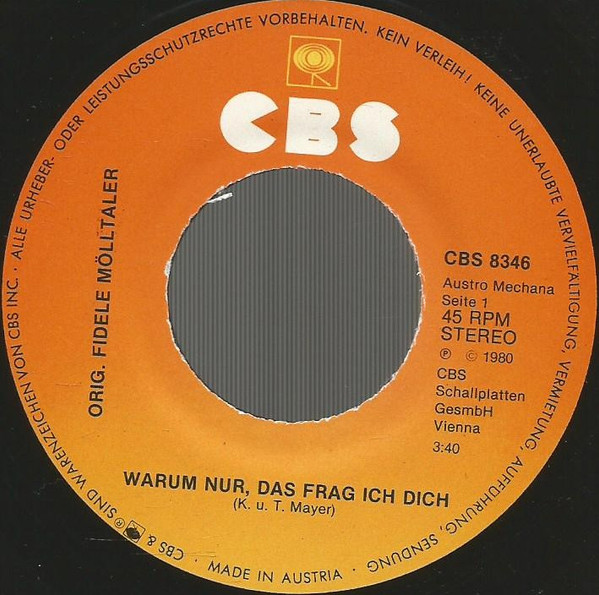 ALLE URHEBER- ODER LEISTUNGSSCHUTZRECHTE VORBEHALTEN. KEIN VERLEIH! KEINE UNERLAUBTE VERVIELFÄLTIGUNG, VERMIETUNG, AUFFÜHRUNG, SENDUNG
CBS
ORIG. FIDELE MÖLLTALER
CBS 8346
Austro Mechana
Seite 1
45 RPM
STEREO
Ⓟ © 1980
CBS
Schallplatten
GesmbH
Vienna
3:40
WARUM NUR, DAS FRAG ICH DICH
(K. u. T. Mayer)
CBS & ® SIND WARENZEICHEN VON CBS INC. ·
· MADE IN AUSTRIA ·